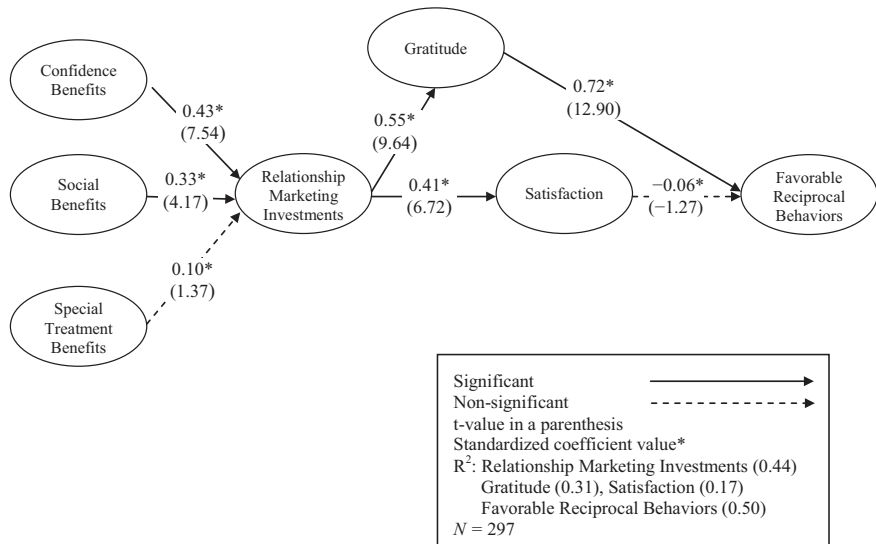 Gratitude
Confidence
Benefits
0.43*
(7.54)
0.55*
(9.64)
0.72*
(12.90)
Social
Benefits
0.33*
(4.17)
Relationship
Marketing
Investments
0.41*
(6.72)
Satisfaction
−0.06*
(−1.27)
Favorable
Reciprocal
Behaviors
0.10*
(1.37)
Special
Treatment
Benefits
Significant
Non-significant
t-value in a parenthesis
Standardized coefficient value*
R²: Relationship Marketing Investments (0.44)
Gratitude (0.31), Satisfaction (0.17)
Favorable Reciprocal Behaviors (0.50)
N = 297